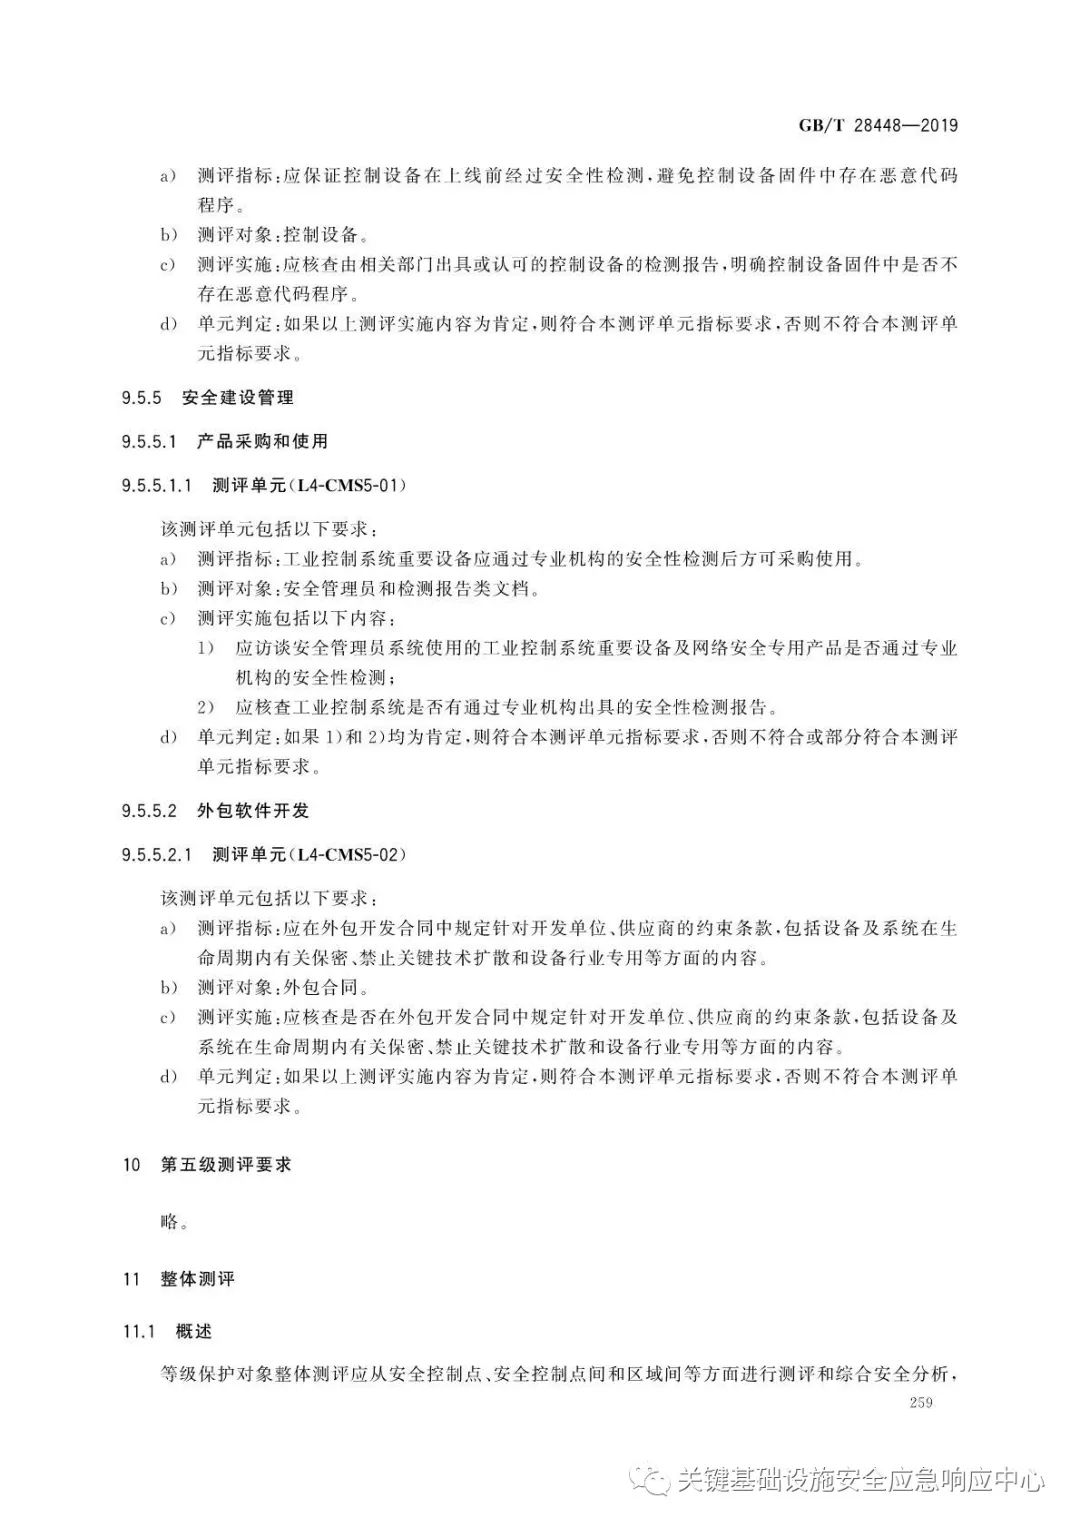 GB/T 28448—2019
a) 测评指标:应保证控制设备在上线前经过安全性检测,避免控制设备固件中存在恶意代码
程序。
b) 测评对象:控制设备。
c) 测评实施:应核查由相关部门出具或认可的控制设备的检测报告,明确控制设备固件中是否不
存在恶意代码程序。
d) 单元判定:如果以上测评实施内容为肯定,则符合本测评单元指标要求,否则不符合本测评单
元指标要求。
9.5.5 安全建设管理
9.5.5.1 产品采购和使用
9.5.5.1.1 测评单元(L4-CMS5-01)
该测评单元包括以下要求:
a) 测评指标:工业控制系统重要设备应通过专业机构的安全性检测后方可采购使用。
b) 测评对象:安全管理员和检测报告类文档。
c) 测评实施包括以下内容:
1) 应访谈安全管理员系统使用的工业控制系统重要设备及网络安全专用产品是否通过专业
机构的安全性检测;
2) 应核查工业控制系统是否有通过专业机构出具的安全性检测报告。
d) 单元判定:如果 1)和 2)均为肯定,则符合本测评单元指标要求,否则不符合或部分符合本测评
单元指标要求。
9.5.5.2 外包软件开发
9.5.5.2.1 测评单元(L4-CMS5-02)
该测评单元包括以下要求:
a) 测评指标:应在外包开发合同中规定针对开发单位、供应商的约束条款,包括设备及系统在生
命周期内有关保密、禁止关键技术扩散和设备行业专用等方面的内容。
b) 测评对象:外包合同。
c) 测评实施:应核查是否在外包开发合同中规定针对开发单位、供应商的约束条款,包括设备及
系统在生命周期内有关保密、禁止关键技术扩散和设备行业专用等方面的内容。
d) 单元判定:如果以上测评实施内容为肯定,则符合本测评单元指标要求,否则不符合本测评单
元指标要求。
10 第五级测评要求
略。
11 整体测评
11.1 概述
等级保护对象整体测评应从安全控制点、安全控制点间和区域间等方面进行测评和综合安全分析,
259
关键基础设施安全应急响应中心